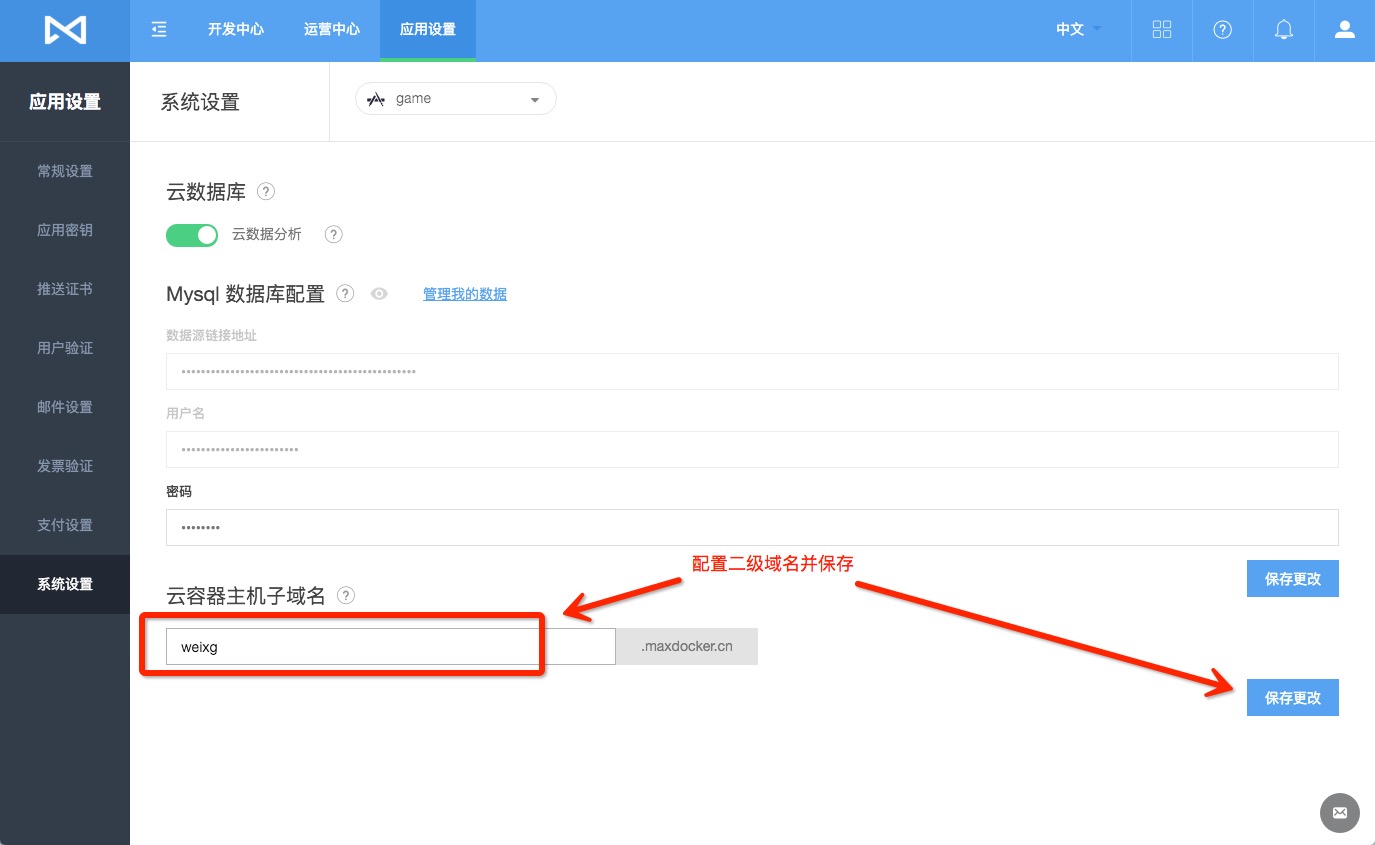 开发中心
运营中心
应用设置
中文
应用设置
系统设置
game
常规设置
应用密钥
推送证书
用户验证
邮件设置
发票验证
支付设置
系统设置
云数据库 ?
云数据分析 ?
Mysql 数据库配置 ? 管理我的数据
数据源链接地址
用户名
密码
配置二级域名并保存
保存更改
云容器主机子域名 ?
weixg .maxdocker.cn
保存更改